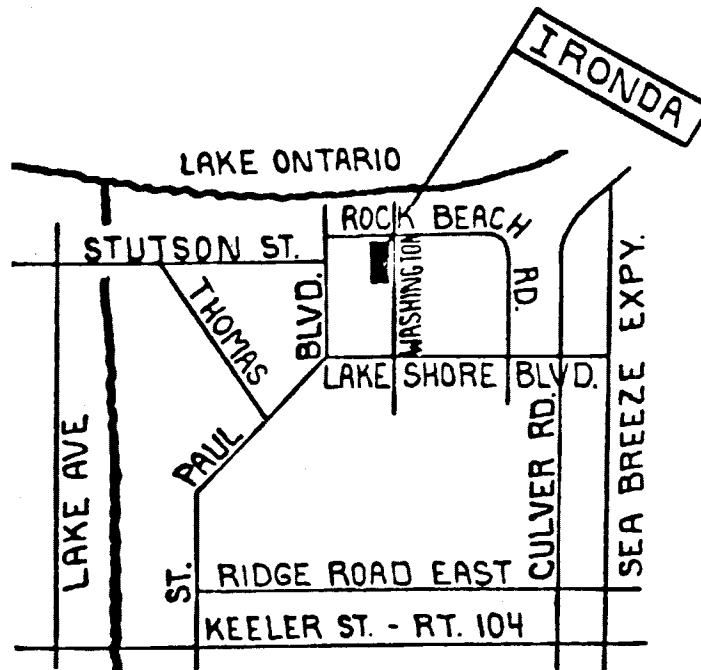 IRONDA
LAKE ONTARIO
ROCK BEACH
RD.
STUTSON ST.
WASHINGTON
THOMAS
BLVD.
LAKE SHORE BLVD.
PAUL
ST.
LAKE AVE
CULVER RD.
SEA BREEZE EXPY.
RIDGE ROAD EAST
KEELER ST. - RT. 104